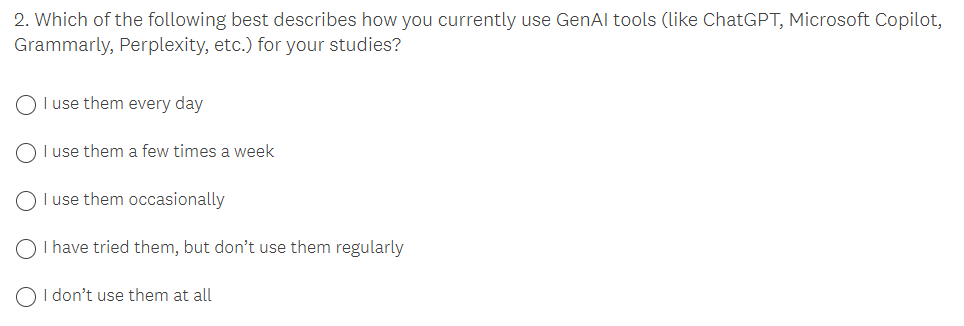 2. Which of the following best describes how you currently use GenAI tools (like ChatGPT, Microsoft Copilot,
Grammarly, Perplexity, etc.) for your studies?
I use them every day
I use them a few times a week
I use them occasionally
I have tried them, but don’t use them regularly
I don’t use them at all